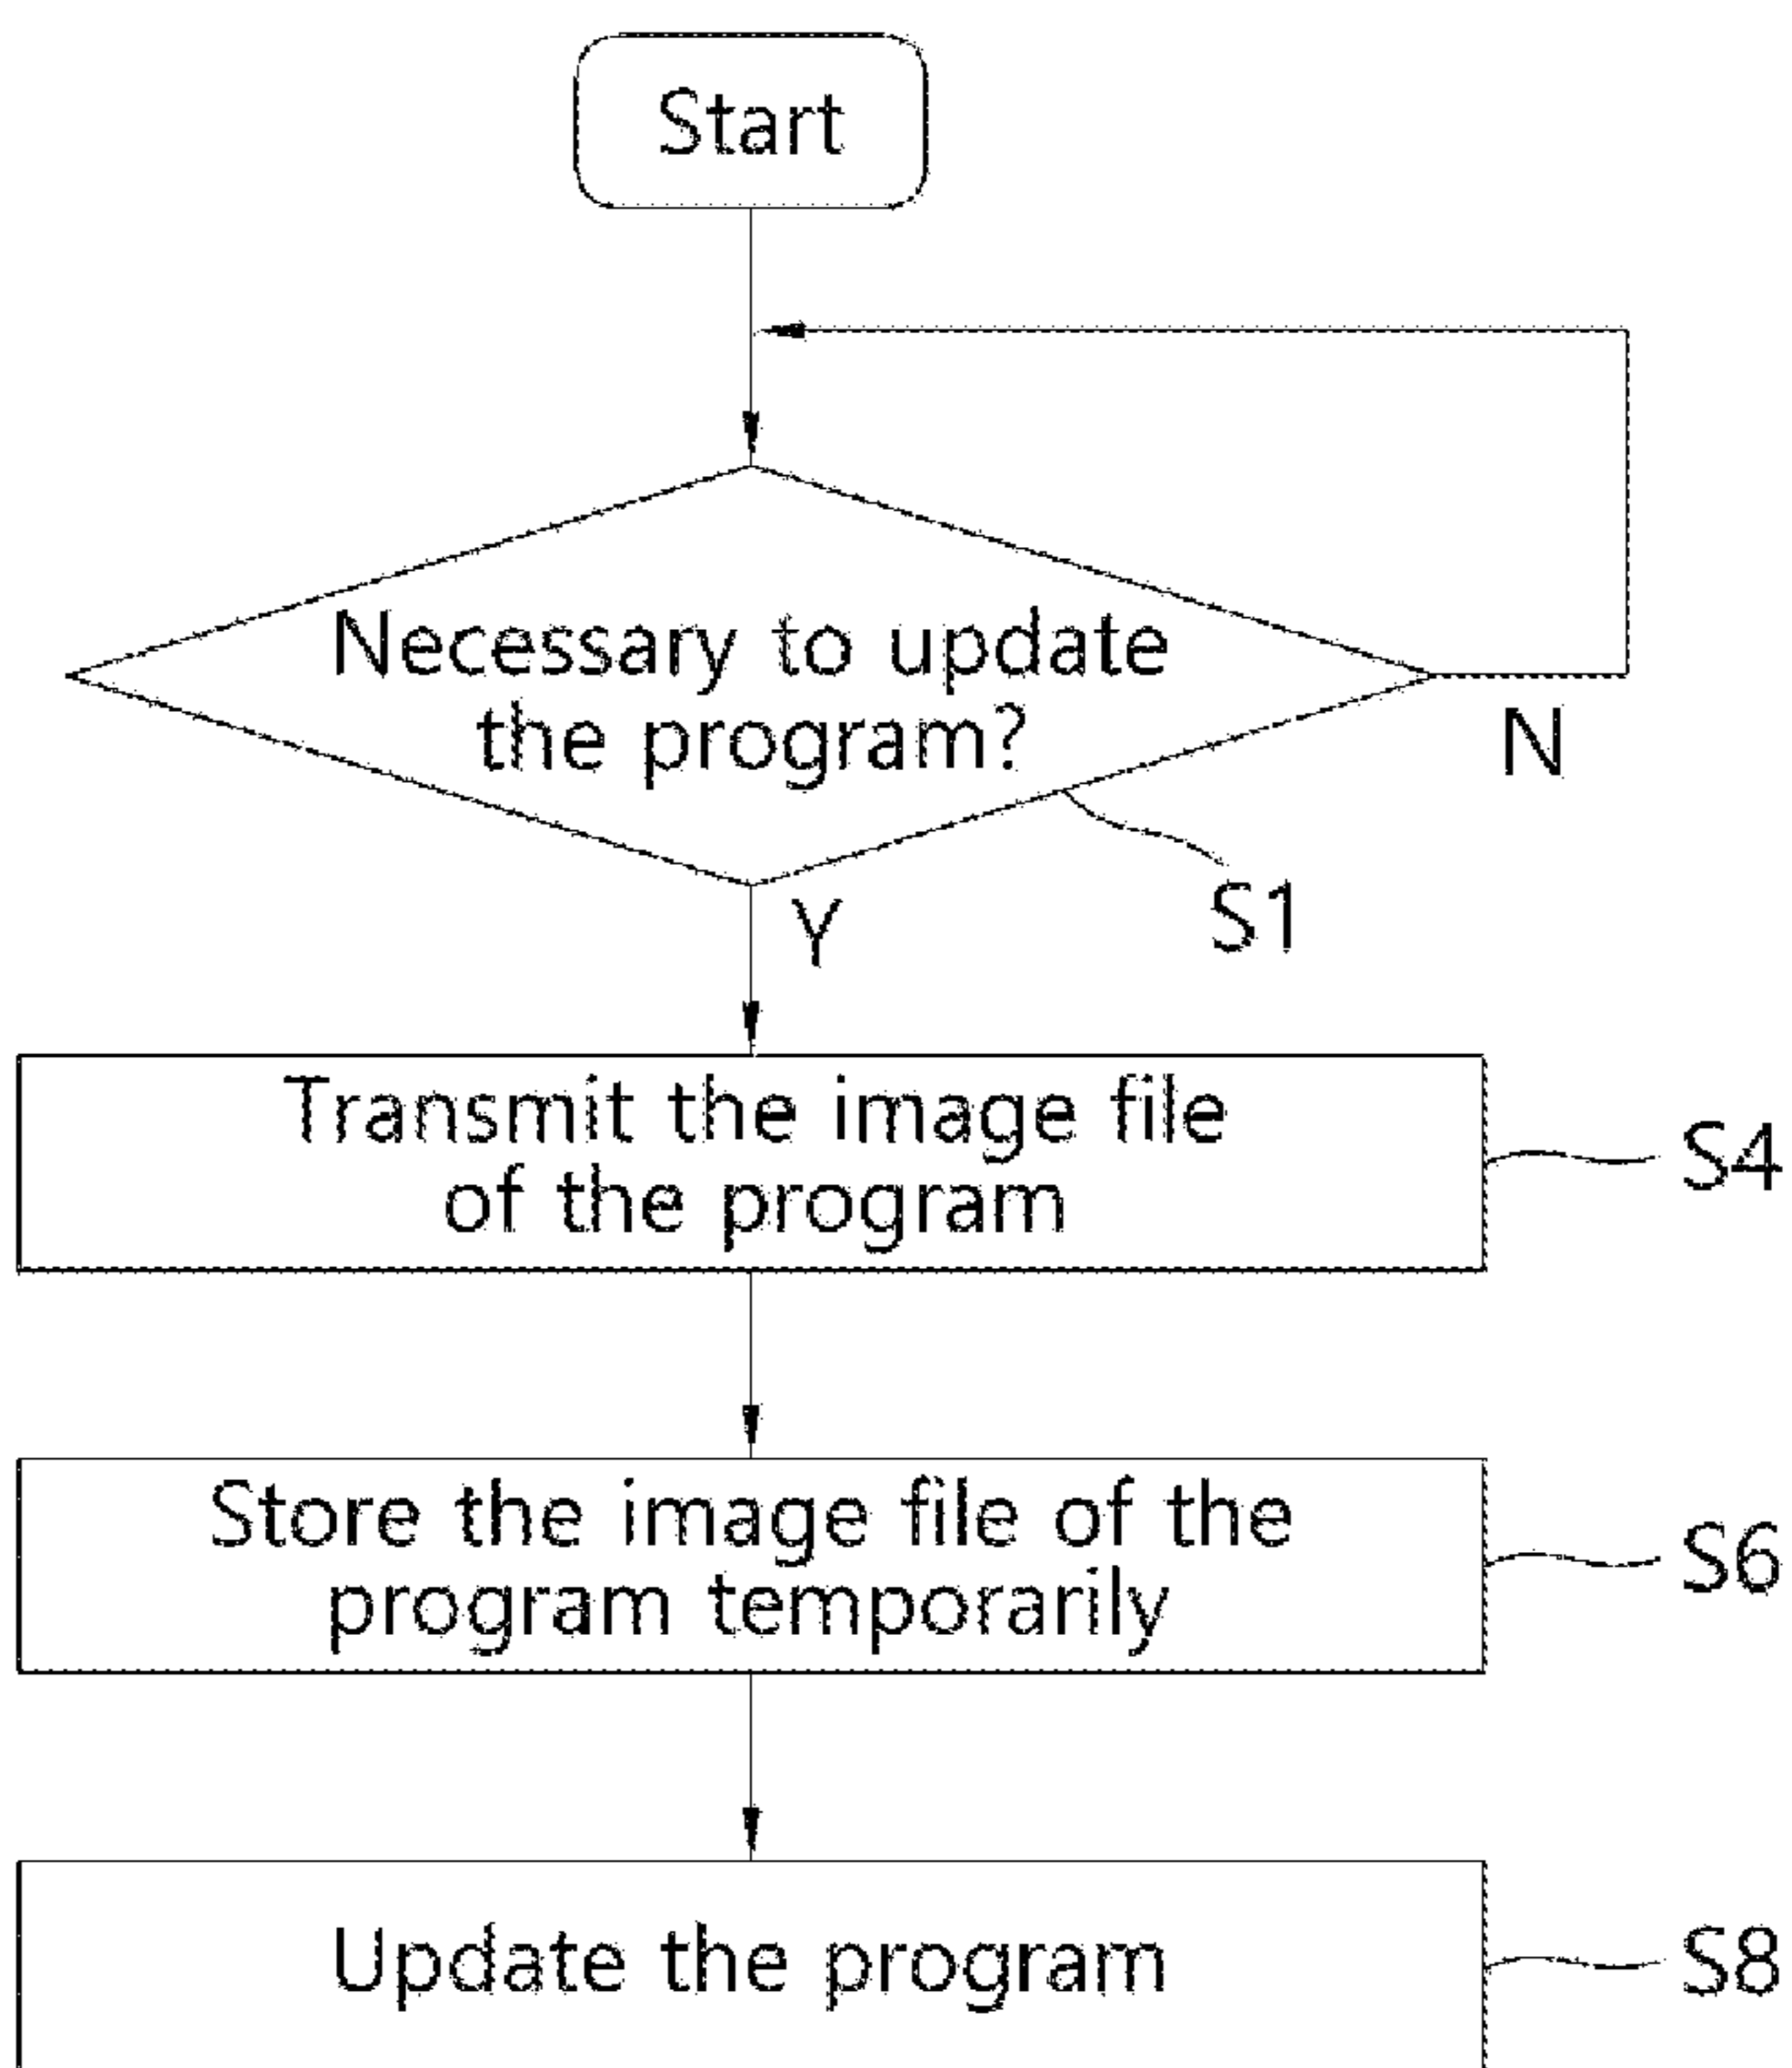 Start
Necessary to update
the program?
N
S1
Y
Transmit the image file
of the program
S4
Store the image file of the
program temporarily
S6
Update the program
S8